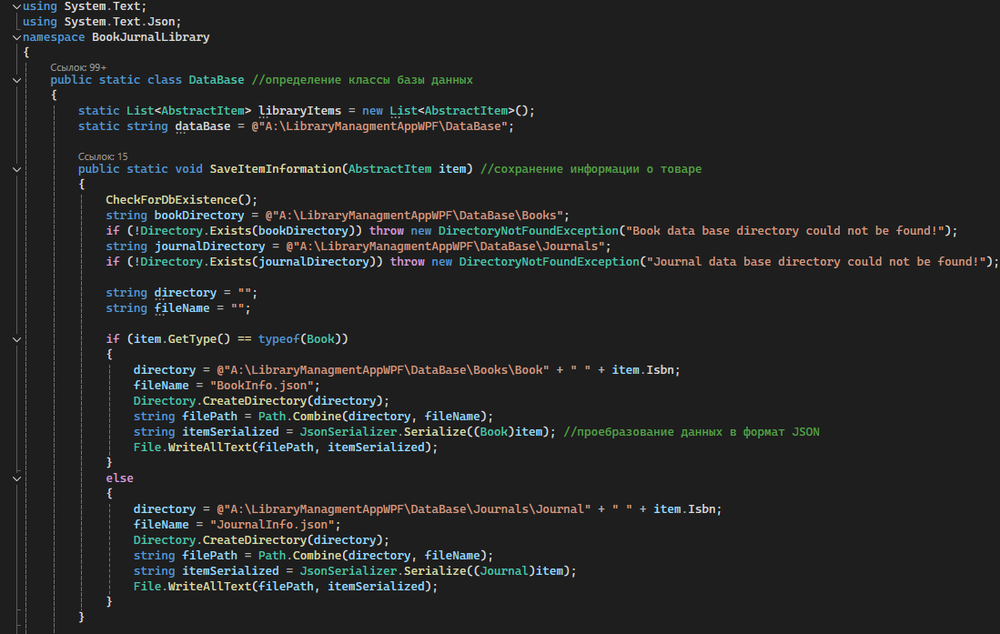 using System.Text;
using System.Text.Json;
namespace BookJurnalLibrary
{
Ссылок: 99+
public static class DataBase //определение классы базы данных
{
static List<AbstractItem> libraryItems = new List<AbstractItem>();
static string dataBase = @"A:\LibraryManagmentAppWPF\DataBase";
Ссылок: 15
public static void SaveItemInformation(AbstractItem item) //сохранение информации о товаре
{
CheckForDbExistence();
string bookDirectory = @"A:\LibraryManagmentAppWPF\DataBase\Books";
if (!Directory.Exists(bookDirectory)) throw new DirectoryNotFoundException("Book data base directory could not be found!");
string journalDirectory = @"A:\LibraryManagmentAppWPF\DataBase\Journals";
if (!Directory.Exists(journalDirectory)) throw new DirectoryNotFoundException("Journal data base directory could not be found!");
string directory = "";
string fileName = "";
if (item.GetType() == typeof(Book))
{
directory = @"A:\LibraryManagmentAppWPF\DataBase\Books\Book" + " " + item.Isbn;
fileName = "BookInfo.json";
Directory.CreateDirectory(directory);
string filePath = Path.Combine(directory, fileName);
string itemSerialized = JsonSerializer.Serialize((Book)item); //проебразование данных в формат JSON
File.WriteAllText(filePath, itemSerialized);
}
else
{
directory = @"A:\LibraryManagmentAppWPF\DataBase\Journals\Journal" + " " + item.Isbn;
fileName = "JournalInfo.json";
Directory.CreateDirectory(directory);
string filePath = Path.Combine(directory, fileName);
string itemSerialized = JsonSerializer.Serialize((Journal)item);
File.WriteAllText(filePath, itemSerialized);
}
}